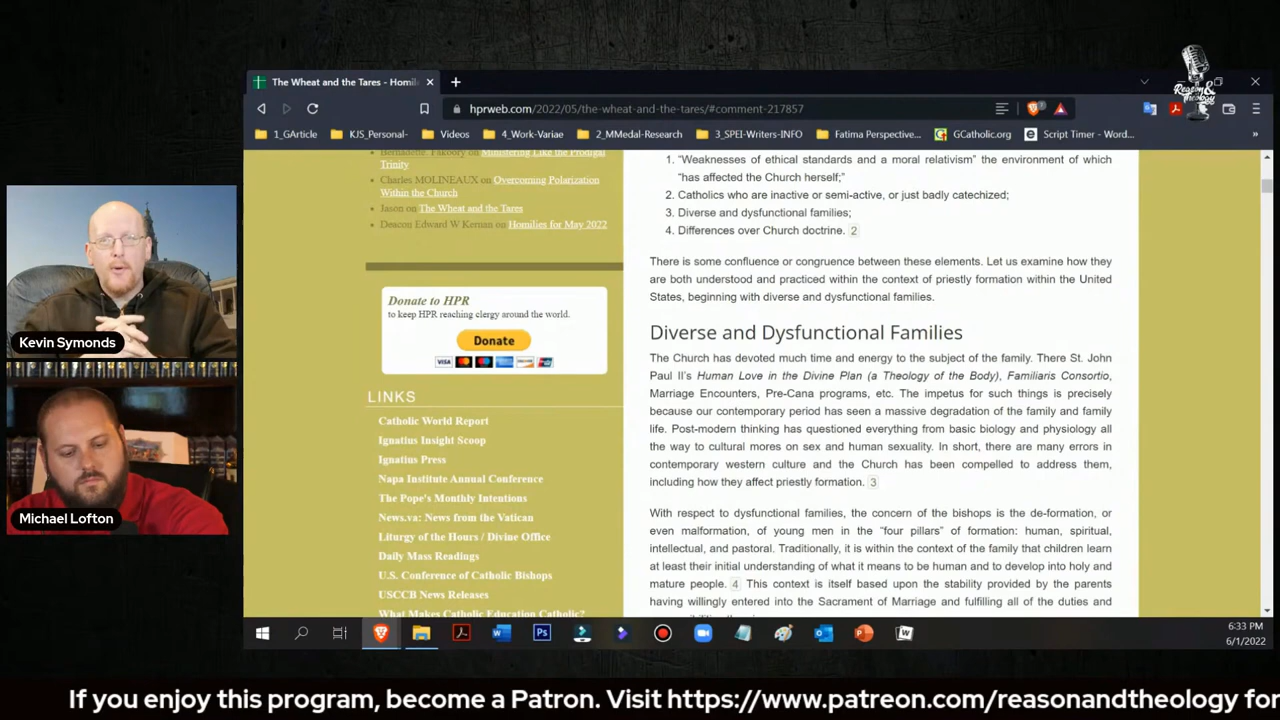 Reason &
Theology
The Wheat and the Tares - Homil
hprweb.com/2022/05/the-wheat-and-the-tares/#comment-217857
1_GArticle
KJS_Personal-
Videos
4_Work-Variae
2_MMedal-Research
3_SPEI-Writers-INFO
Fatima Perspective...
GCatholic.org
Script Timer - Word...
»
Bernadette. Fakoory on Ministering Like the Prodigal
Trinity
Charles MOLINEAUX on Overcoming Polarization
Within the Church
Jason on The Wheat and the Tares
Deacon Edward W Kernan on Homilies for May 2022
Donate to HPR
to keep HPR reaching clergy around the world.
Donate
VISA
LINKS
Catholic World Report
Ignatius Insight Scoop
Ignatius Press
Napa Institute Annual Conference
The Pope's Monthly Intentions
News.va: News from the Vatican
Liturgy of the Hours / Divine Office
Daily Mass Readings
U.S. Conference of Catholic Bishops
USCCB News Releases
What Makes Catholic Education Catholic?
1. "Weaknesses of ethical standards and a moral relativism" the environment of which
"has affected the Church herself;"
2. Catholics who are inactive or semi-active, or just badly catechized;
3. Diverse and dysfunctional families;
4. Differences over Church doctrine. 2
There is some confluence or congruence between these elements. Let us examine how they
are both understood and practiced within the context of priestly formation within the United
States, beginning with diverse and dysfunctional families.
Diverse and Dysfunctional Families
The Church has devoted much time and energy to the subject of the family. There St. John
Paul II's Human Love in the Divine Plan (a Theology of the Body), Familiaris Consortio,
Marriage Encounters, Pre-Cana programs, etc. The impetus for such things is precisely
because our contemporary period has seen a massive degradation of the family and family
life. Post-modern thinking has questioned everything from basic biology and physiology all
the way to cultural mores on sex and human sexuality. In short, there are many errors in
contemporary western culture and the Church has been compelled to address them,
including how they affect priestly formation. 3
With respect to dysfunctional families, the concern of the bishops is the de-formation, or
even malformation, of young men in the "four pillars" of formation: human, spiritual,
intellectual, and pastoral. Traditionally, it is within the context of the family that children learn
at least their initial understanding of what it means to be human and to develop into holy and
mature people. 4 This context is itself based upon the stability provided by the parents
having willingly entered into the Sacrament of Marriage and fulfilling all of the duties and
Kevin Symonds
Michael Lofton
6:33 PM
6/1/2022
If you enjoy this program, become a Patron. Visit https://www.patreon.com/reasonandtheology for